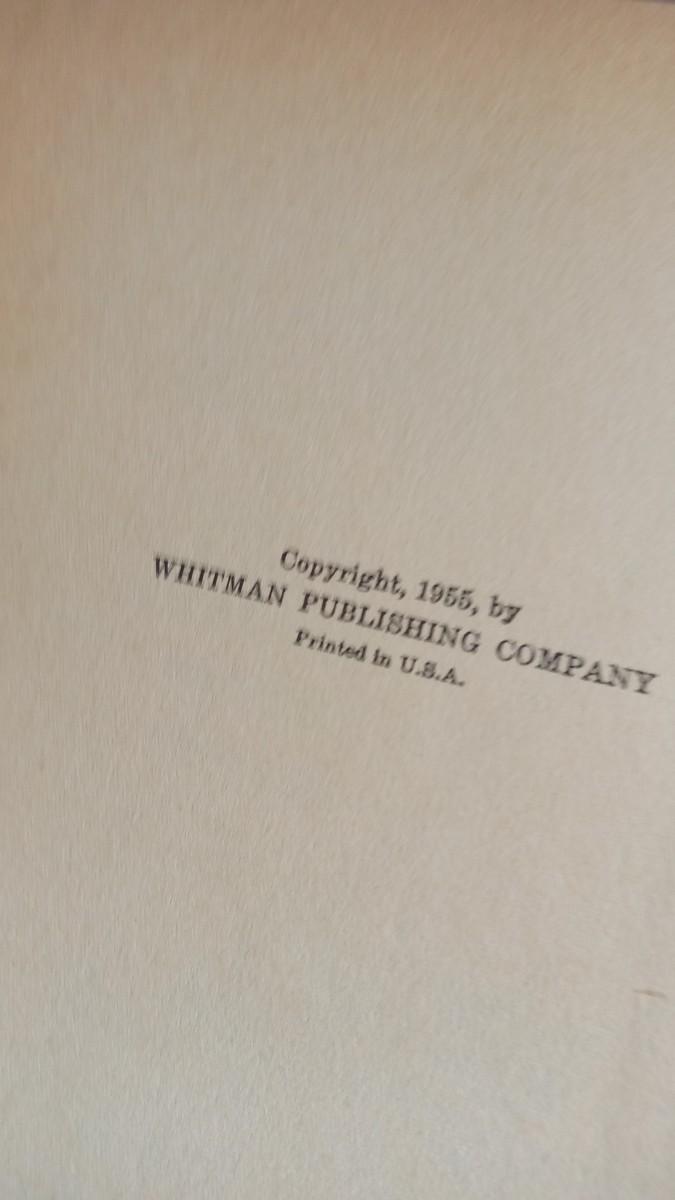 Copyright, 1955, by
WHITMAN PUBLISHING COMPANY
Printed in U.S.A.